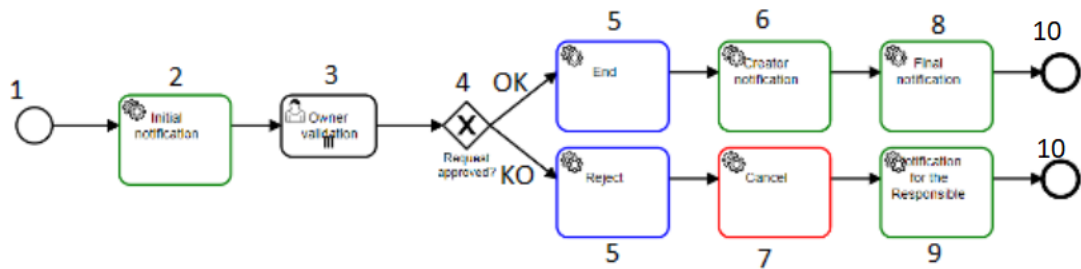 1
2
Initial
notification
3
Owner
validation
4
X
Request
approved?
OK
KO
5
End
6
Creator
notification
8
Final
notification
10
Reject
5
Cancel
7
Notification
for the
Responsible
9
10